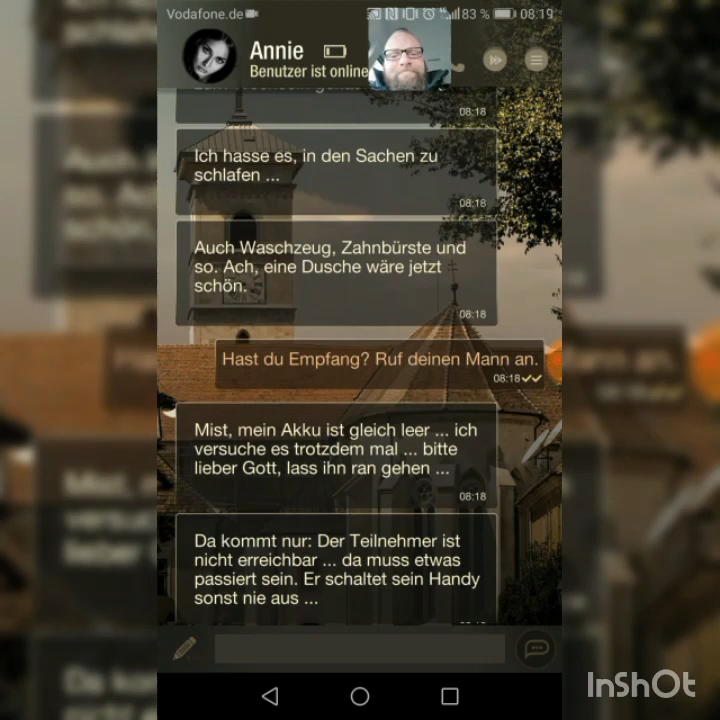 Vodafone.de 83 % 08:19
Annie
Benutzer ist online
08:18
Ich hasse es, in den Sachen zu
schlafen ...
08:18
Auch Waschzeug, Zahnbürste und
so. Ach, eine Dusche wäre jetzt
schön.
08:18
Hast du Empfang? Ruf deinen Mann an.
08:18
Mist, mein Akku ist gleich leer ... ich
versuche es trotzdem mal ... bitte
lieber Gott, lass ihn ran gehen ...
08:18
Da kommt nur: Der Teilnehmer ist
nicht erreichbar ... da muss etwas
passiert sein. Er schaltet sein Handy
sonst nie aus ...
InShOt